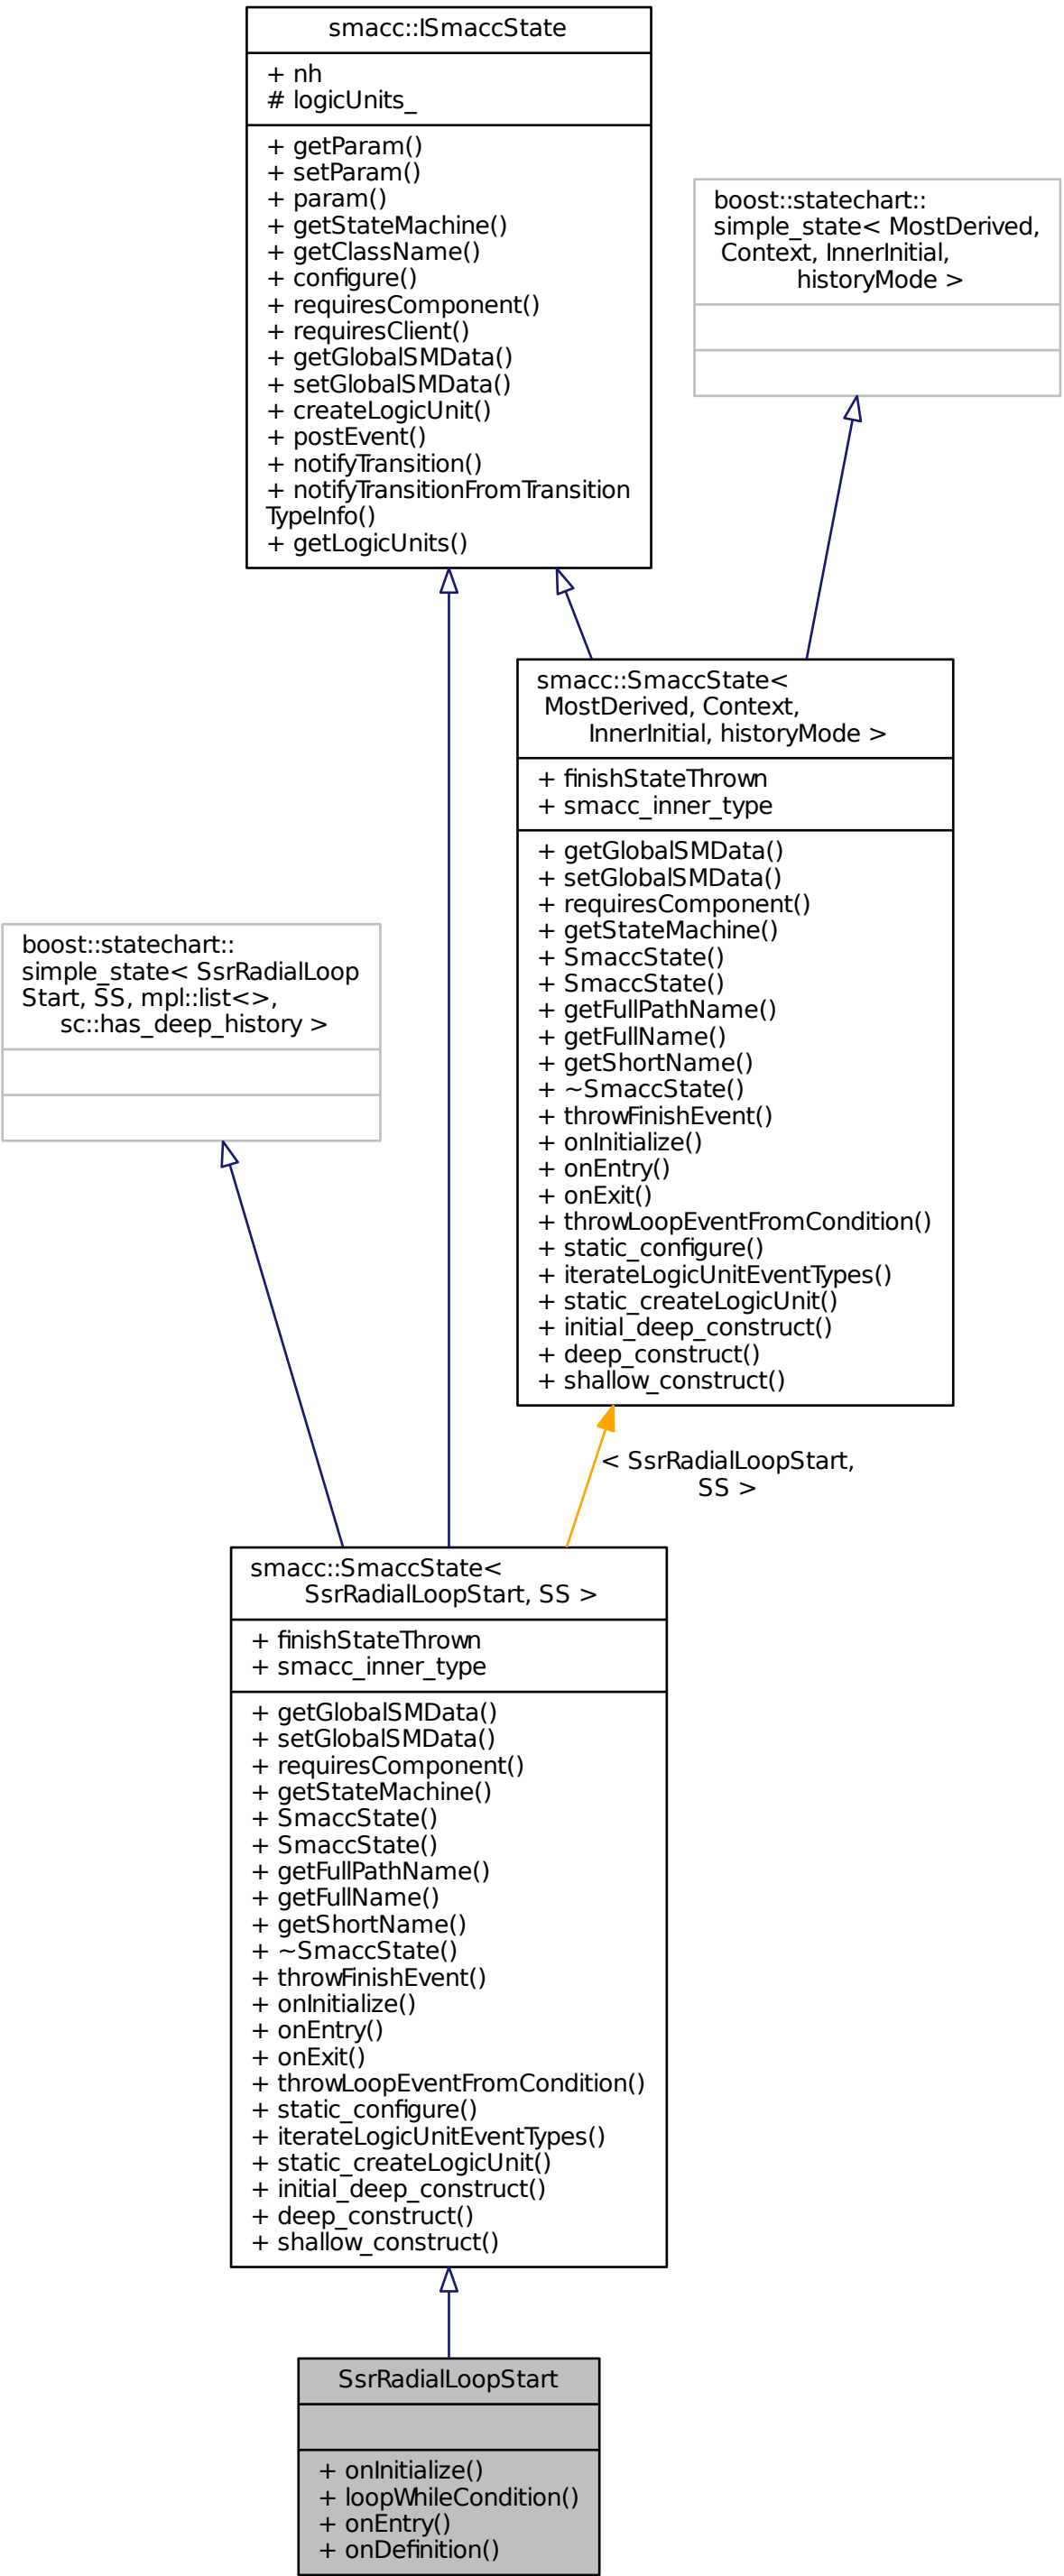 smacc::ISmaccState
+ nh
# logicUnits_
+ getParam()
+ setParam()
+ param()
+ getStateMachine()
+ getClassName()
+ configure()
+ requiresComponent()
+ requiresClient()
+ getGlobalSMData()
+ setGlobalSMData()
+ createLogicUnit()
+ postEvent()
+ notifyTransition()
+ notifyTransitionFromTransition
TypeInfo()
+ getLogicUnits()
boost::statechart::
simple_state< MostDerived,
Context, InnerInitial,
historyMode >
smacc::SmaccState<
MostDerived, Context,
InnerInitial, historyMode >
+ finishStateThrown
+ smacc_inner_type
+ getGlobalSMData()
+ setGlobalSMData()
+ requiresComponent()
+ getStateMachine()
+ SmaccState()
+ SmaccState()
+ getFullPathName()
+ getFullName()
+ getShortName()
+ ~SmaccState()
+ throwFinishEvent()
+ onInitialize()
+ onEntry()
+ onExit()
+ throwLoopEventFromCondition()
+ static_configure()
+ iterateLogicUnitEventTypes()
+ static_createLogicUnit()
+ initial_deep_construct()
+ deep_construct()
+ shallow_construct()
boost::statechart::
simple_state< SsrRadialLoop
Start, SS, mpl::list<>,
sc::has_deep_history >
< SsrRadialLoopStart,
SS >
smacc::SmaccState<
SsrRadialLoopStart, SS >
+ finishStateThrown
+ smacc_inner_type
+ getGlobalSMData()
+ setGlobalSMData()
+ requiresComponent()
+ getStateMachine()
+ SmaccState()
+ SmaccState()
+ getFullPathName()
+ getFullName()
+ getShortName()
+ ~SmaccState()
+ throwFinishEvent()
+ onInitialize()
+ onEntry()
+ onExit()
+ throwLoopEventFromCondition()
+ static_configure()
+ iterateLogicUnitEventTypes()
+ static_createLogicUnit()
+ initial_deep_construct()
+ deep_construct()
+ shallow_construct()
SsrRadialLoopStart
+ onInitialize()
+ loopWhileCondition()
+ onEntry()
+ onDefinition()